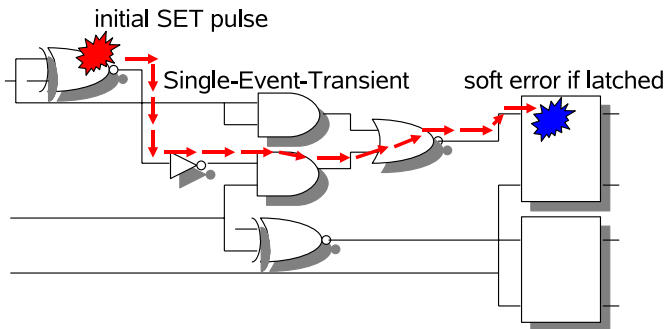 initial SET pulse
Single-Event-Transient
soft error if latched